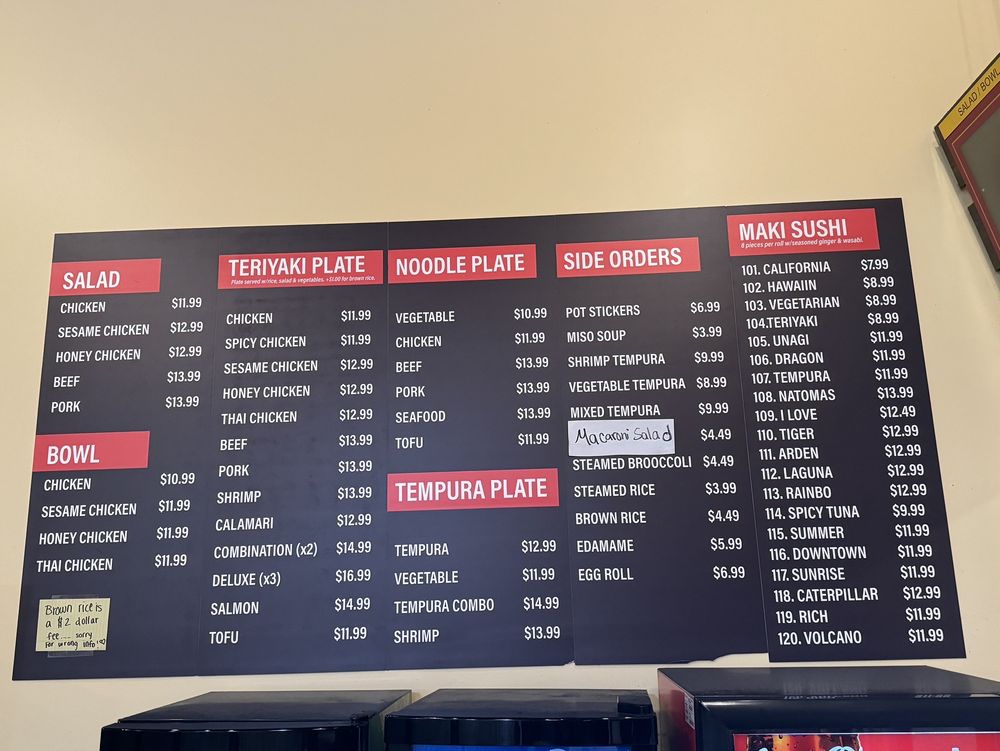 SALAD
CHICKEN $11.99
SESAME CHICKEN $12.99
HONEY CHICKEN $12.99
BEEF $13.99
PORK $13.99
BOWL
CHICKEN $10.99
SESAME CHICKEN $11.99
HONEY CHICKEN $11.99
THAI CHICKEN $11.99
Brown rice is
a $2 dollar
fee.... sorry
For wrong info!
TERIYAKI PLATE
Plate served w/rice, salad & vegetables. +$1.00 for brown rice.
CHICKEN $11.99
SPICY CHICKEN $11.99
SESAME CHICKEN $12.99
HONEY CHICKEN $12.99
THAI CHICKEN $12.99
BEEF $13.99
PORK $13.99
SHRIMP $13.99
CALAMARI $12.99
COMBINATION (x2) $14.99
DELUXE (x3) $16.99
SALMON $14.99
TOFU $11.99
NOODLE PLATE
VEGETABLE $10.99
CHICKEN $11.99
BEEF $13.99
PORK $13.99
SEAFOOD $13.99
TOFU $11.99
TEMPURA PLATE
TEMPURA $12.99
VEGETABLE $11.99
TEMPURA COMBO $14.99
SHRIMP $13.99
SIDE ORDERS
POT STICKERS $6.99
MISO SOUP $3.99
SHRIMP TEMPURA $9.99
VEGETABLE TEMPURA $8.99
MIXED TEMPURA $9.99
Macaroni Salad $4.49
STEAMED BROOCCOLI $4.49
STEAMED RICE $3.99
BROWN RICE $4.49
EDAMAME $5.99
EGG ROLL $6.99
MAKI SUSHI
8 pieces per roll w/seasoned ginger & wasabi.
101. CALIFORNIA $7.99
102. HAWAIIN $8.99
103. VEGETARIAN $8.99
104.TERIYAKI $8.99
105. UNAGI $11.99
106. DRAGON $11.99
107. TEMPURA $11.99
108. NATOMAS $13.99
109. I LOVE $12.49
110. TIGER $12.99
111. ARDEN $12.99
112. LAGUNA $12.99
113. RAINBO $12.99
114. SPICY TUNA $9.99
115. SUMMER $11.99
116. DOWNTOWN $11.99
117. SUNRISE $11.99
118. CATERPILLAR $12.99
119. RICH $11.99
120. VOLCANO $11.99
SALAD / BOWL